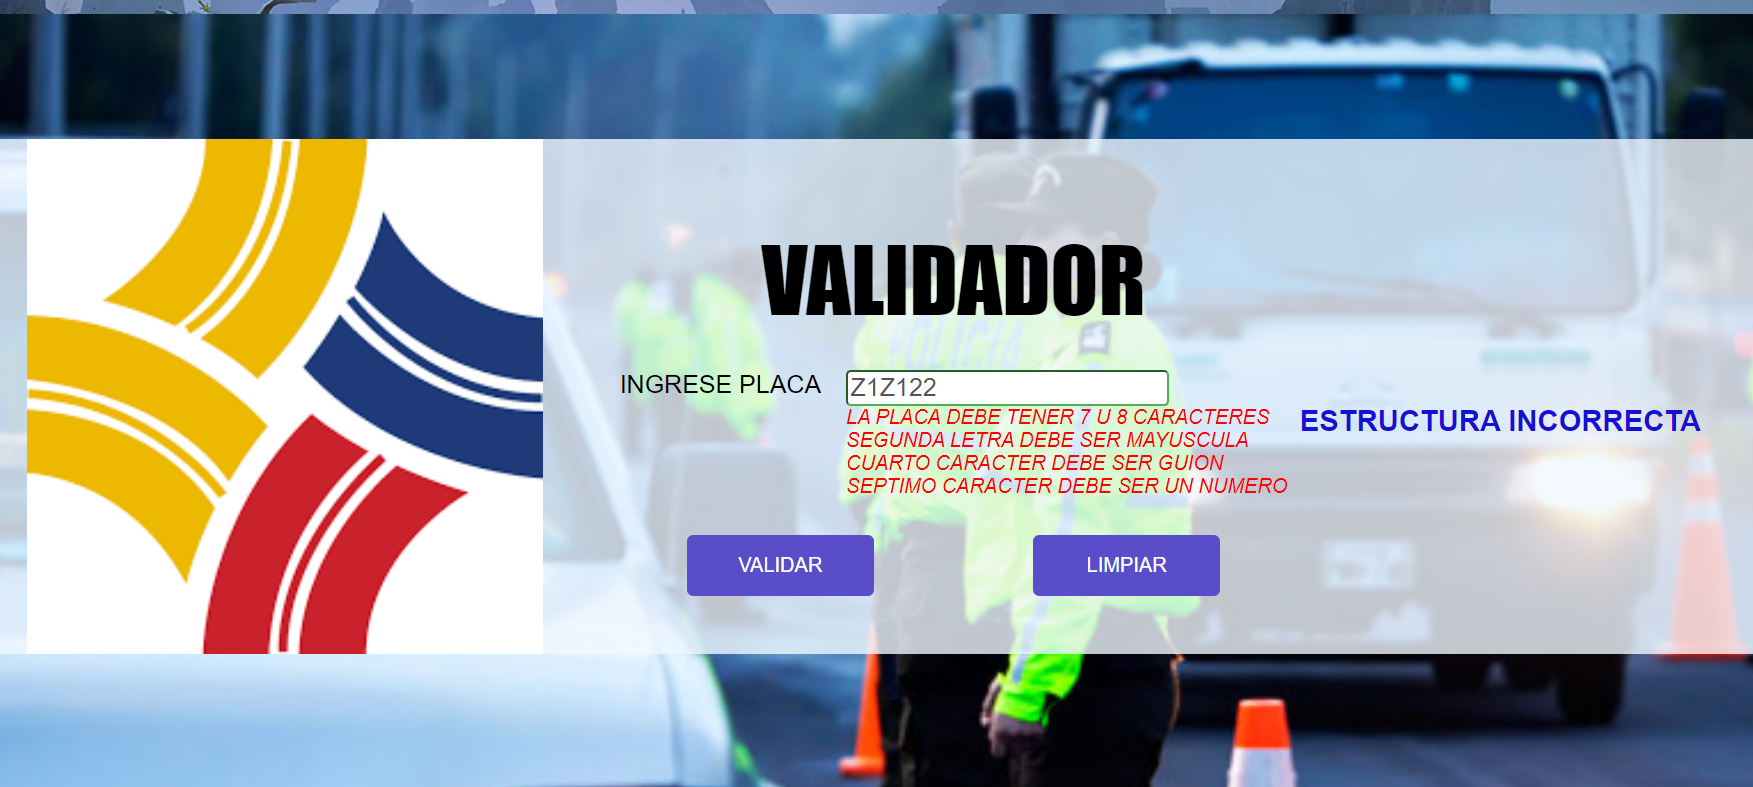 VALIDADOR
INGRESE PLACA
Z1Z122
LA PLACA DEBE TENER 7 U 8 CARACTERES
SEGUNDA LETRA DEBE SER MAYUSCULA
CUARTO CARACTER DEBE SER GUION
SEPTIMO CARACTER DEBE SER UN NUMERO
ESTRUCTURA INCORRECTA
VALIDAR
LIMPIAR
POLICIA